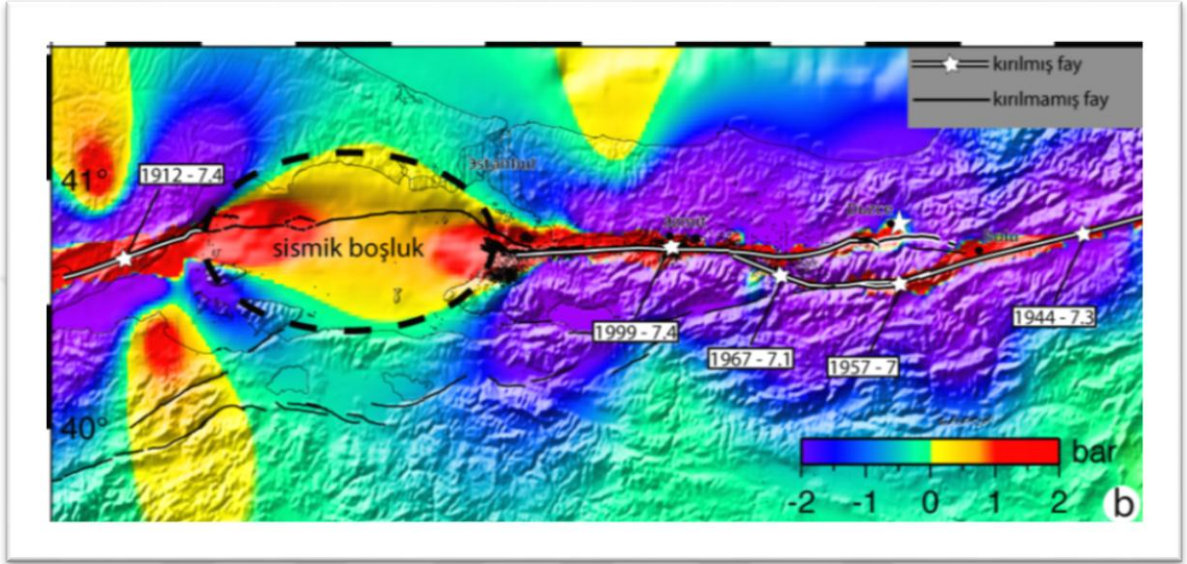 kırılmış fay
kırılmamış fay
41°
1912 - 7.4
İstanbul
sismik boşluk
1999 - 7.4
1967 - 7.1
1957 - 7
1944 - 7.3
40°
bar
-2 -1 0 1 2
b